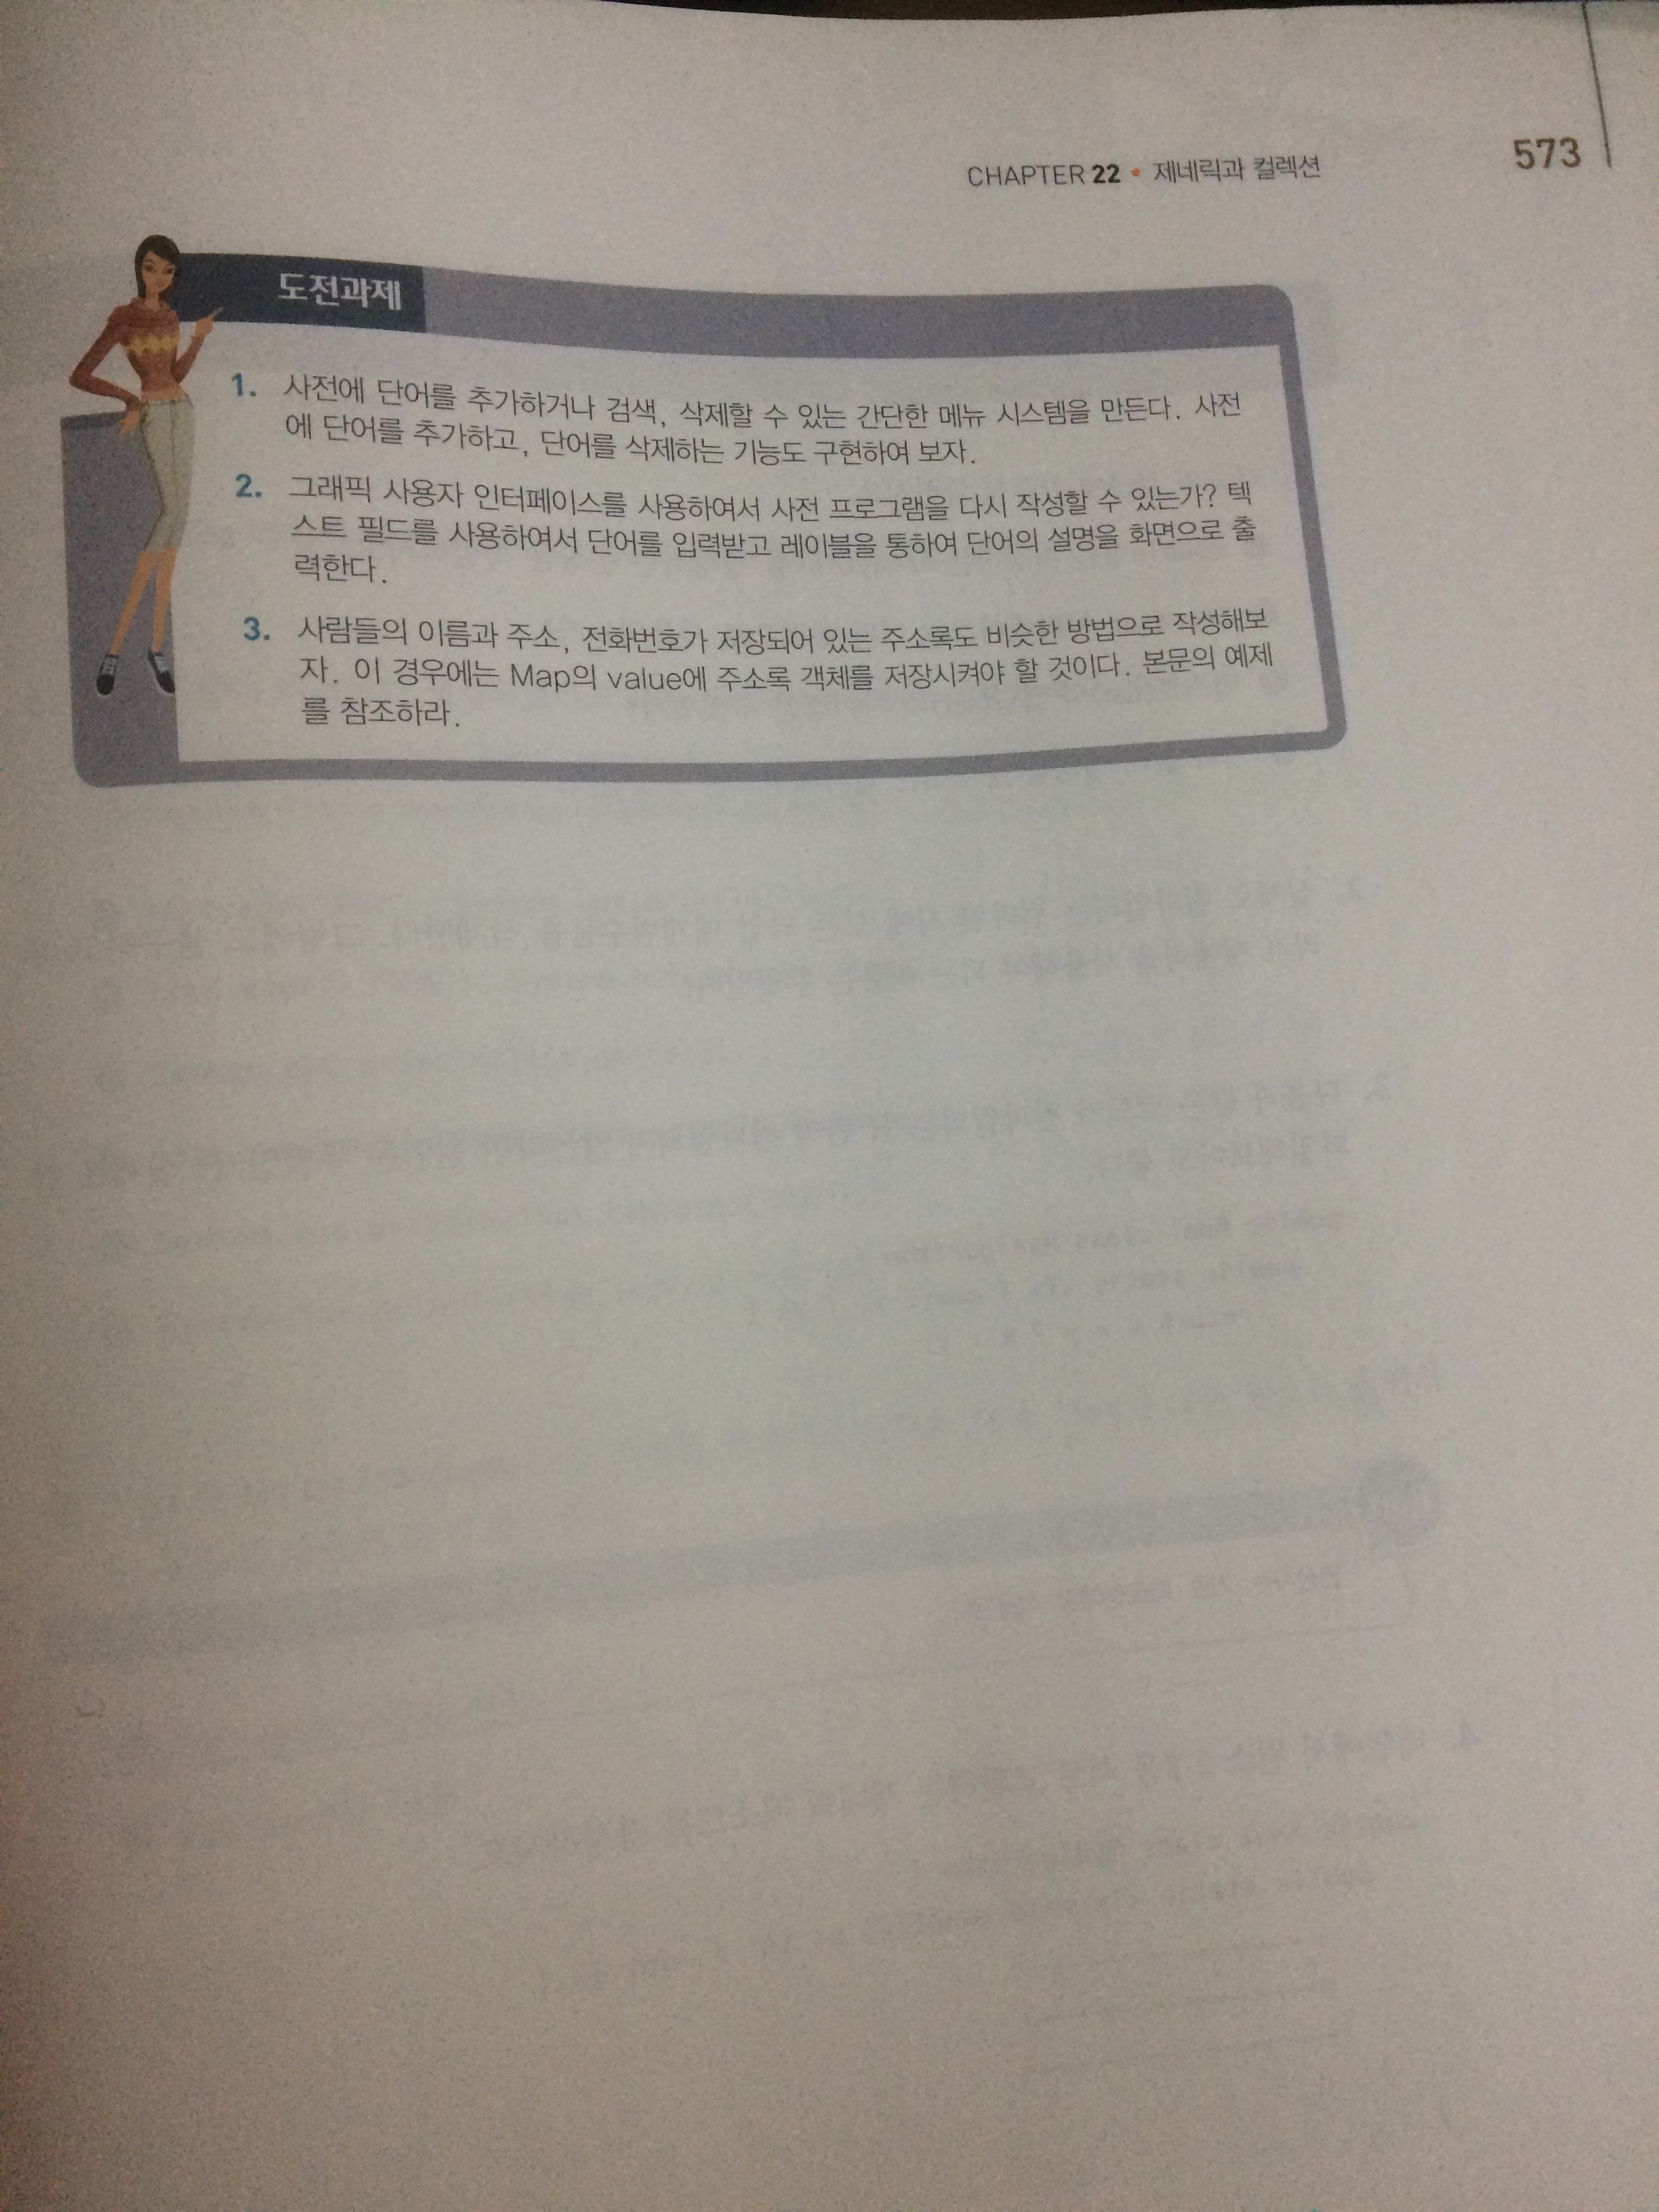 CHAPTER 22 • 제네릭과 컬렉션
573
도전과제
1. 사전에 단어를 추가하거나 검색, 삭제할 수 있는 간단한 메뉴 시스템을 만든다. 사전
에 단어를 추가하고, 단어를 삭제하는 기능도 구현하여 보자.
2. 그래픽 사용자 인터페이스를 사용하여서 사전 프로그램을 다시 작성할 수 있는가? 텍
스트 필드를 사용하여서 단어를 입력받고 레이블을 통하여 단어의 설명을 화면으로 출
력한다.
3. 사람들의 이름과 주소, 전화번호가 저장되어 있는 주소록도 비슷한 방법으로 작성해보
자. 이 경우에는 Map의 value에 주소록 객체를 저장시켜야 할 것이다. 본문의 예제
를 참조하라.